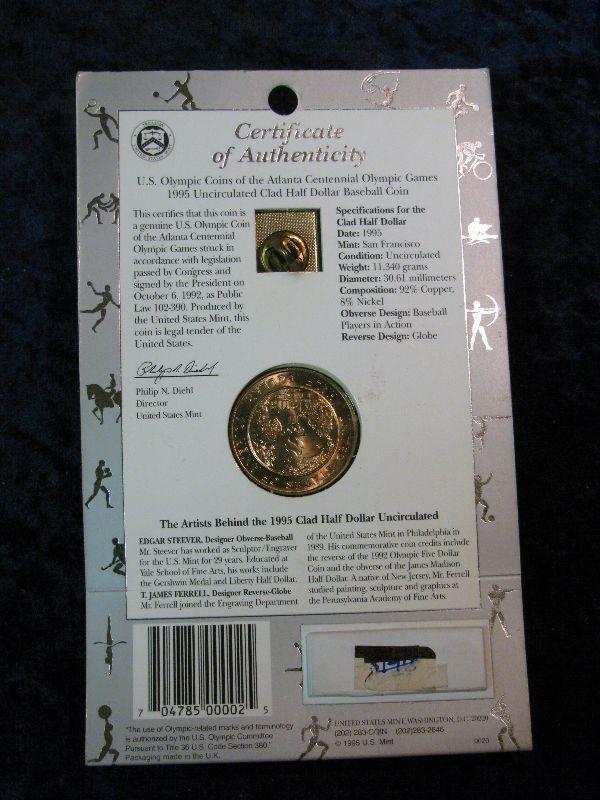 Certificate
of Authenticity
U.S. Olympic Coins of the Atlanta Centennial Olympic Games
1995 Uncirculated Clad Half Dollar Baseball Coin
This certifies that this coin is
a genuine U.S. Olympic Coin
of the Atlanta Centennial
Olympic Games struck in
accordance with legislation
passed by Congress and
signed by the President on
October 6, 1992, as Public
Law 102-390. Produced by
the United States Mint, this
coin is legal tender of the
United States.
Philip N. Diehl
Director
United States Mint
Specifications for the
Clad Half Dollar
Date: 1995
Mint: San Francisco
Condition: Uncirculated
Weight: 11.340 grams
Diameter: 30.61 millimeters
Composition: 92% Copper,
8% Nickel
Obverse Design: Baseball
Players in Action
Reverse Design: Globe
The Artists Behind the 1995 Clad Half Dollar Uncirculated
EDGAR STEEVER, Designer Obverse-Baseball
Mr. Steever has worked as Sculptor/Engraver
for the U.S. Mint for 29 years. Educated at
Yale School of Fine Arts, his works include
the Gershwin Medal and Liberty Half Dollar.
T. JAMES FERRELL, Designer Reverse-Globe
Mr. Ferrell joined the Engraving Department
of the United States Mint in Philadelphia in
1989. His commemorative coin credits include
the reverse of the 1992 Olympic Five Dollar
Coin and the obverse of the James Madison
Half Dollar. A native of New Jersey, Mr. Ferrell
studied painting, sculpture and graphics at
the Pennsylvania Academy of Fine Arts.
7 04785 00002 5
"The use of Olympic-related marks and terminology
is authorized by the U.S. Olympic Committee
Pursuant to Title 36 U.S. Code Section 380."
Packaging made in the U.K.
UNITED STATES MINT, WASHINGTON, D.C. 20220
(202) 283-COIN (202)283-2646
© 1995 U.S. Mint